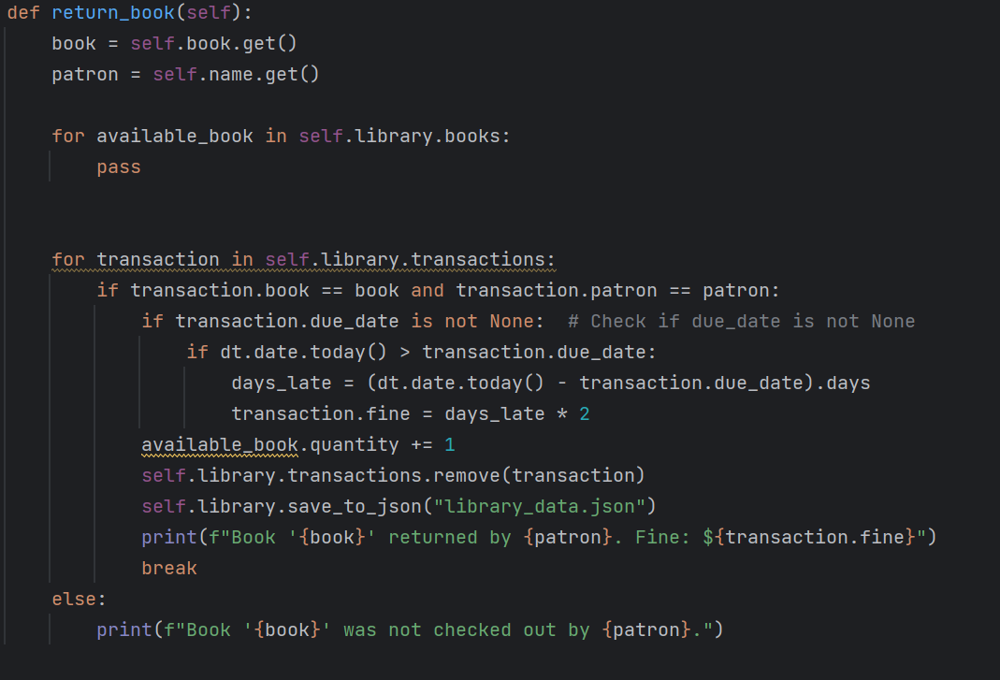 def return_book(self):
    book = self.book.get()
    patron = self.name.get()

    for available_book in self.library.books:
        pass


    for transaction in self.library.transactions:
        if transaction.book == book and transaction.patron == patron:
            if transaction.due_date is not None:  # Check if due_date is not None
                if dt.date.today() > transaction.due_date:
                    days_late = (dt.date.today() - transaction.due_date).days
                    transaction.fine = days_late * 2
            available_book.quantity += 1
            self.library.transactions.remove(transaction)
            self.library.save_to_json("library_data.json")
            print(f"Book '{book}' returned by {patron}. Fine: ${transaction.fine}")
            break
    else:
        print(f"Book '{book}' was not checked out by {patron}.")